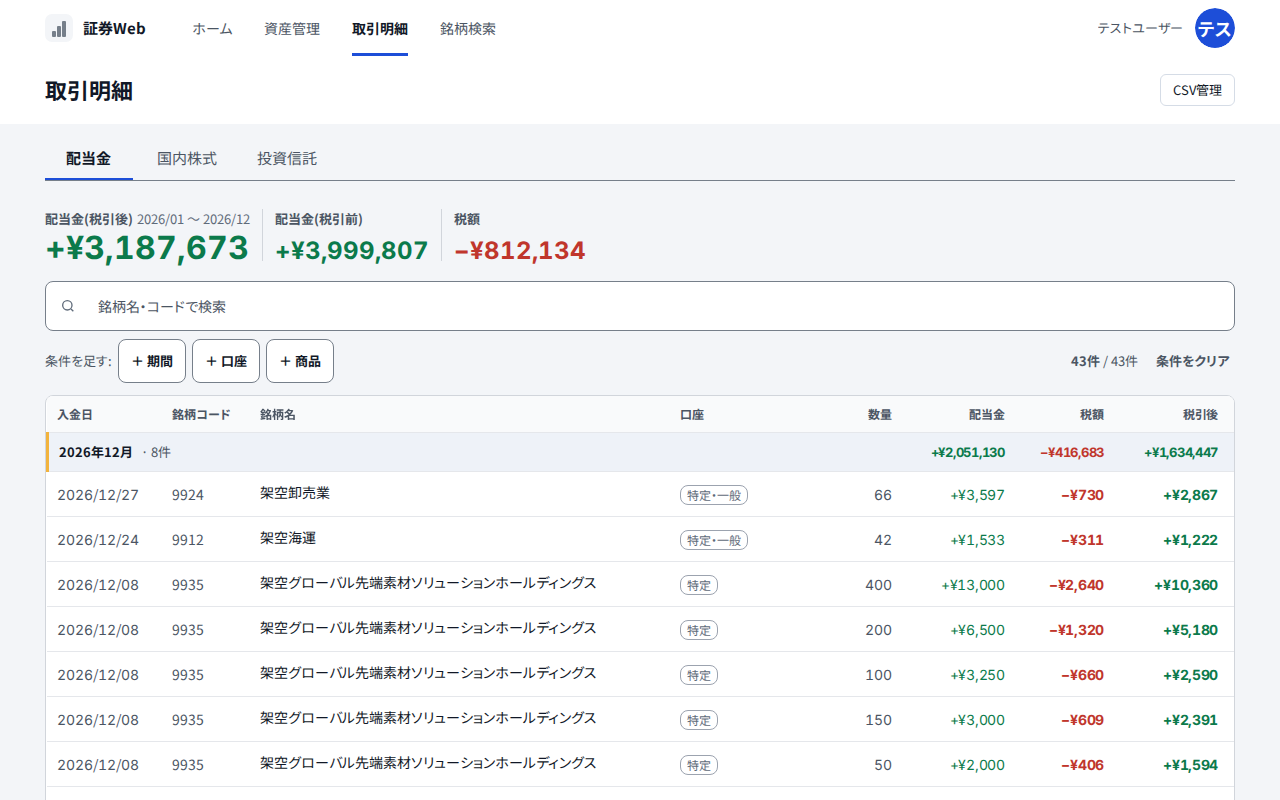 証券Web ホーム 資産管理 取引明細 銘柄検索 テストユーザー テス
取引明細 CSV管理
配当金 国内株式 投資信託
配当金(税引後) 2026/01 〜 2026/12 配当金(税引前) 税額
+¥3,187,673 +¥3,999,807 −¥812,134
銘柄名・コードで検索
条件を足す: + 期間 + 口座 + 商品 43件 / 43件 条件をクリア
入金日 銘柄コード 銘柄名 口座 数量 配当金 税額 税引後
2026年12月 · 8件 +¥2,051,130 −¥416,683 +¥1,634,447
2026/12/27 9924 架空卸売業 特定・一般 66 +¥3,597 −¥730 +¥2,867
2026/12/24 9912 架空海運 特定・一般 42 +¥1,533 −¥311 +¥1,222
2026/12/08 9935 架空グローバル先端素材ソリューションホールディングス 特定 400 +¥13,000 −¥2,640 +¥10,360
2026/12/08 9935 架空グローバル先端素材ソリューションホールディングス 特定 200 +¥6,500 −¥1,320 +¥5,180
2026/12/08 9935 架空グローバル先端素材ソリューションホールディングス 特定 100 +¥3,250 −¥660 +¥2,590
2026/12/08 9935 架空グローバル先端素材ソリューションホールディングス 特定 150 +¥3,000 −¥609 +¥2,391
2026/12/08 9935 架空グローバル先端素材ソリューションホールディングス 特定 50 +¥2,000 −¥406 +¥1,594